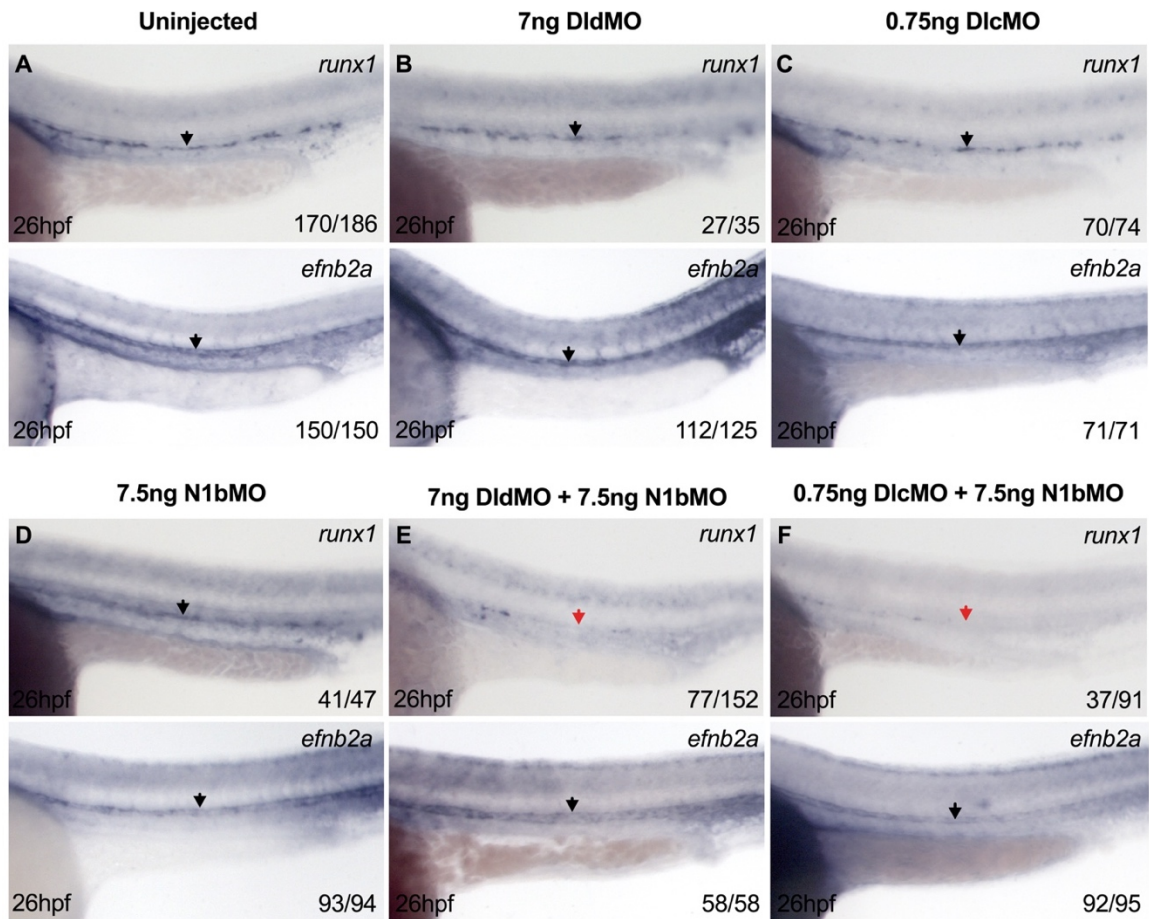 Uninjected 7ng DldMO 0.75ng DlcMO
A runx1 B runx1 C runx1
26hpf 170/186 26hpf 27/35 26hpf 70/74
efnb2a efnb2a efnb2a
26hpf 150/150 26hpf 112/125 26hpf 71/71
7.5ng N1bMO 7ng DldMO + 7.5ng N1bMO 0.75ng DlcMO + 7.5ng N1bMO
D runx1 E runx1 F runx1
26hpf 41/47 26hpf 77/152 26hpf 37/91
efnb2a efnb2a efnb2a
26hpf 93/94 26hpf 58/58 26hpf 92/95